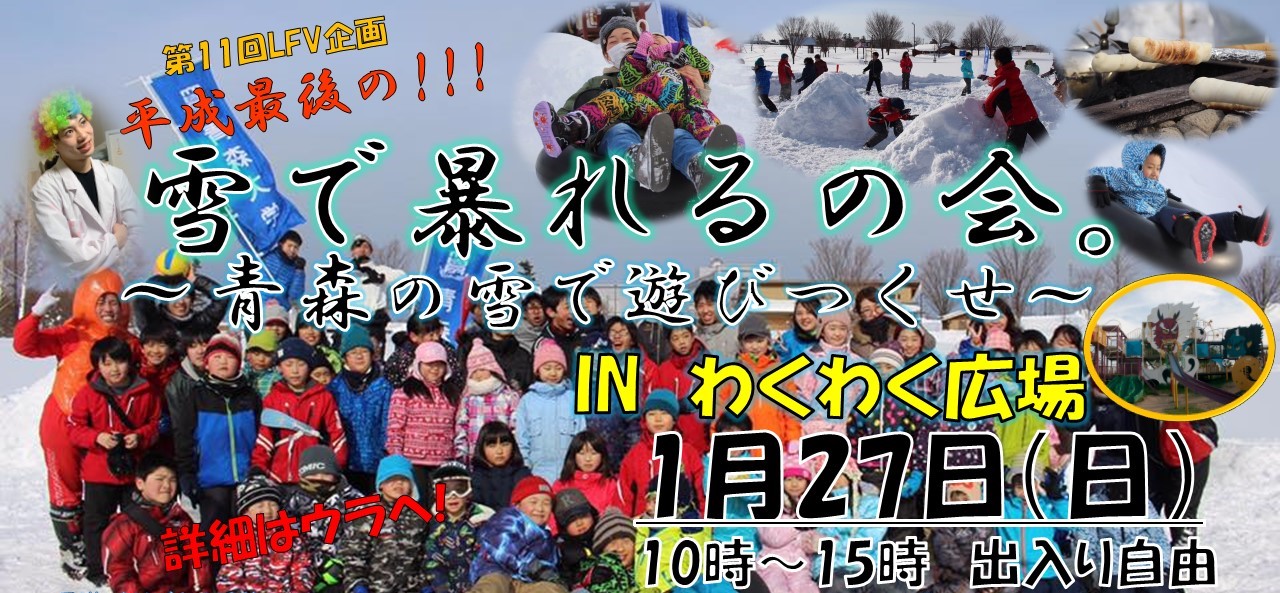 第11回LFV企画
平成最後の!!!
雪で暴れるの会。
～青森の雪で遊びつくせ～
IN わくわく広場
1月27日(日)
10時～15時 出入り自由
詳細はウラへ!